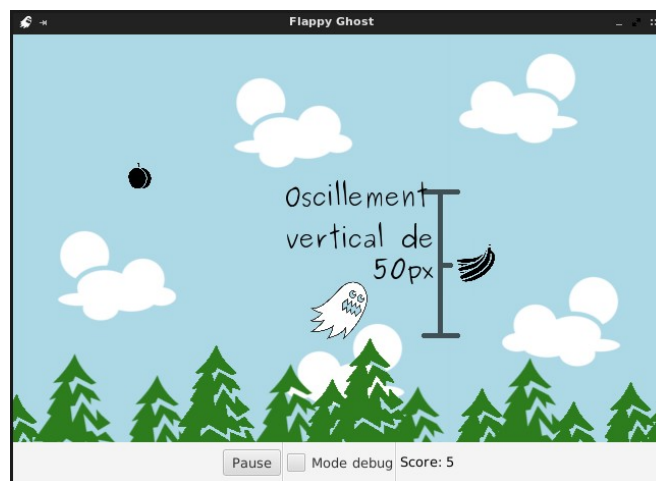 Flappy Ghost
Oscillement
vertical de
50px
Pause
Mode debug
Score: 5